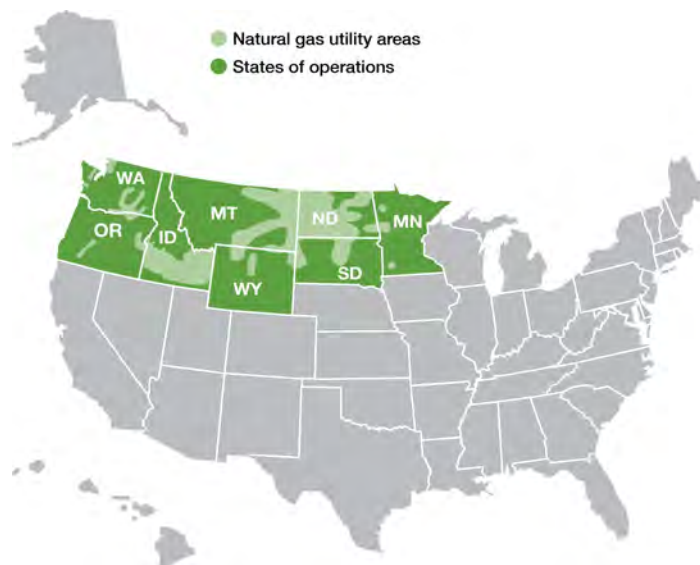 Natural gas utility areas
States of operations
WA
MT
ND
MN
OR
ID
SD
WY